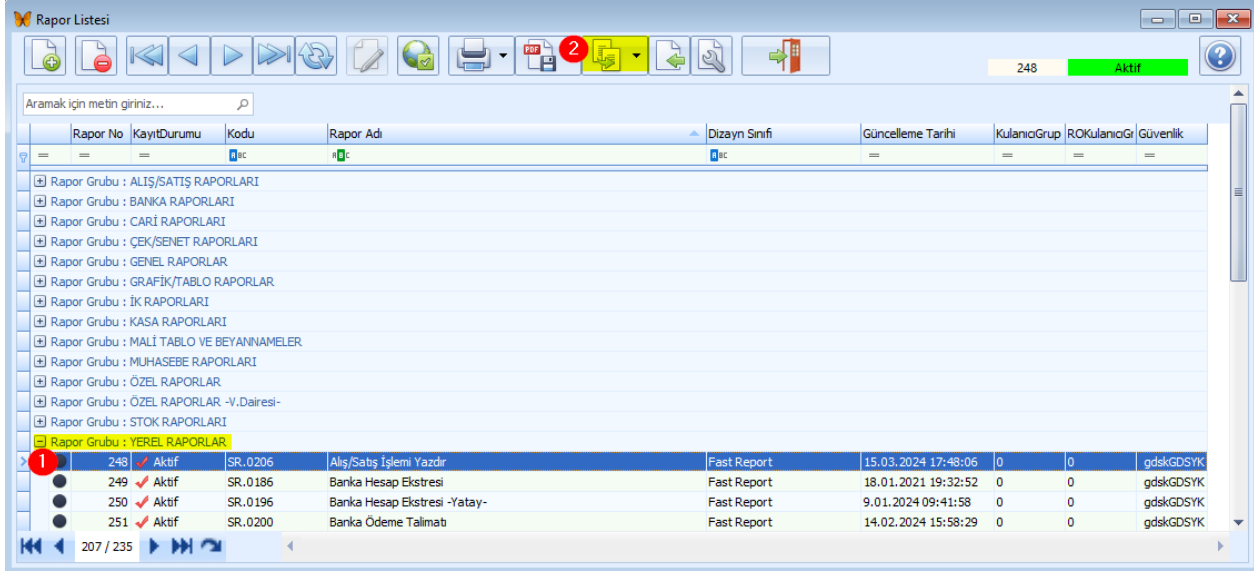 Rapor Listesi
PDF 2
248 Aktif
Aramak için metin giriniz...
Rapor No KayıtDurumu Kodu Rapor Adı Dizayn Sınıfı Güncelleme Tarihi KulanıcıGrup ROKulanıcıGr Güvenlik
= = = ABC ABC ABC = = = =
Rapor Grubu : ALIŞ/SATIŞ RAPORLARI
Rapor Grubu : BANKA RAPORLARI
Rapor Grubu : CARİ RAPORLARI
Rapor Grubu : ÇEK/SENET RAPORLARI
Rapor Grubu : GENEL RAPORLAR
Rapor Grubu : GRAFİK/TABLO RAPORLAR
Rapor Grubu : İK RAPORLARI
Rapor Grubu : KASA RAPORLARI
Rapor Grubu : MALİ TABLO VE BEYANNAMELER
Rapor Grubu : MUHASEBE RAPORLARI
Rapor Grubu : ÖZEL RAPORLAR
Rapor Grubu : ÖZEL RAPORLAR -V.Dairesi-
Rapor Grubu : STOK RAPORLARI
Rapor Grubu : YEREL RAPORLAR
1 248 Aktif SR.0206 Alış/Satış İşlemi Yazdır Fast Report 15.03.2024 17:48:06 0 0 gdskGDSYK
249 Aktif SR.0186 Banka Hesap Ekstresi Fast Report 18.01.2021 19:32:52 0 0 gdskGDSYK
250 Aktif SR.0196 Banka Hesap Ekstresi -Yatay- Fast Report 9.01.2024 09:41:58 0 0 gdskGDSYK
251 Aktif SR.0200 Banka Ödeme Talimatı Fast Report 14.02.2024 15:58:29 0 0 gdskGDSYK
207 / 235